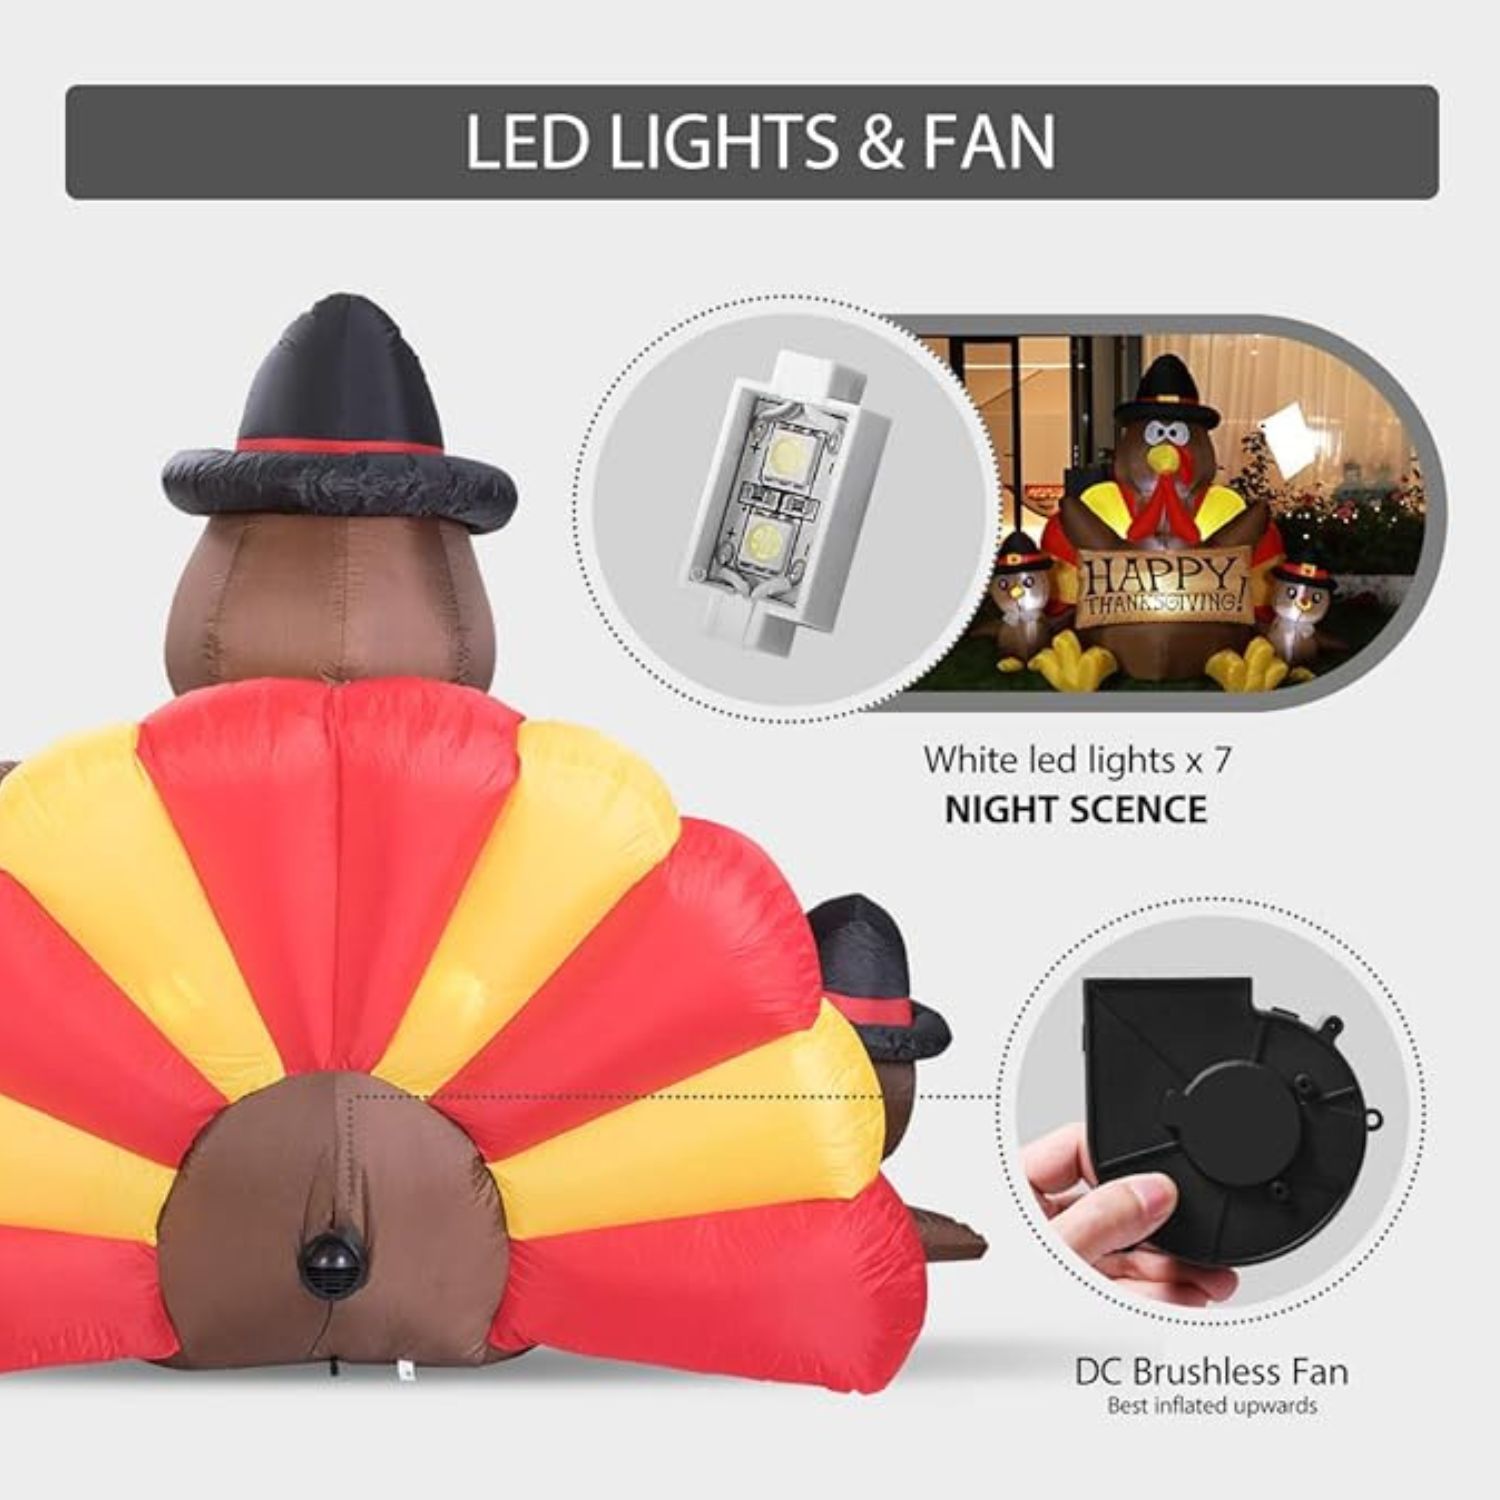 LED LIGHTS & FAN
HAPPY
THANKSGIVING!
White led lights x 7
NIGHT SCENCE
DC Brushless Fan
Best inflated upwards